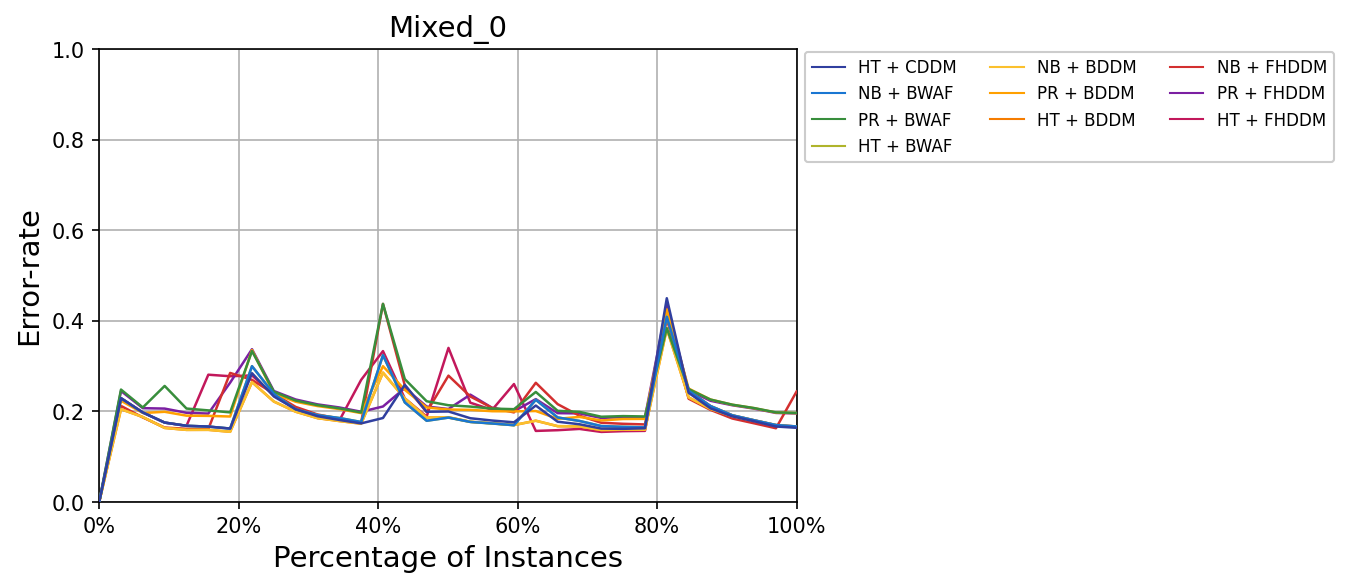 Mixed_0
1.0
0.8
0.6
0.4
0.2
0.0
Error-rate
0% 20% 40% 60% 80% 100%
Percentage of Instances
HT + CDDM
NB + BWAF
PR + BWAF
HT + BWAF
NB + BDDM
PR + BDDM
HT + BDDM
NB + FHDDM
PR + FHDDM
HT + FHDDM